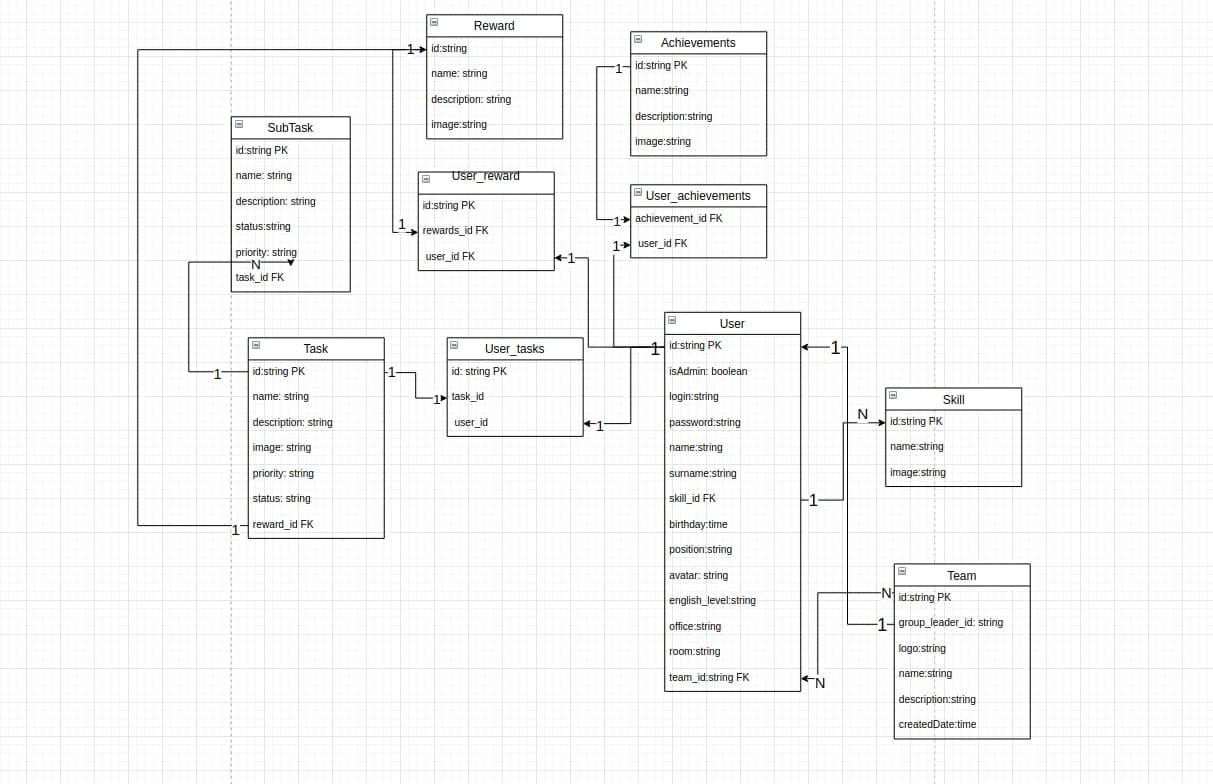 Reward
id:string
name: string
description: string
image:string
Achievements
id:string PK
name:string
description:string
image:string
SubTask
id:string PK
name: string
description: string
status:string
priority: string
task_id FK
User_reward
id:string PK
rewards_id FK
user_id FK
User_achievements
achievement_id FK
user_id FK
Task
id:string PK
name: string
description: string
image: string
priority: string
status: string
reward_id FK
User_tasks
id: string PK
task_id
user_id
User
id:string PK
isAdmin: boolean
login:string
password:string
name:string
surname:string
skill_id FK
birthday:time
position:string
avatar: string
english_level:string
office:string
room:string
team_id:string FK
Skill
id:string PK
name:string
image:string
Team
id:string PK
group_leader_id: string
logo:string
name:string
description:string
createdDate:time
1
1
1
1
1
1
N
1
1
1
1
1
1
1
N
1
N
1
N